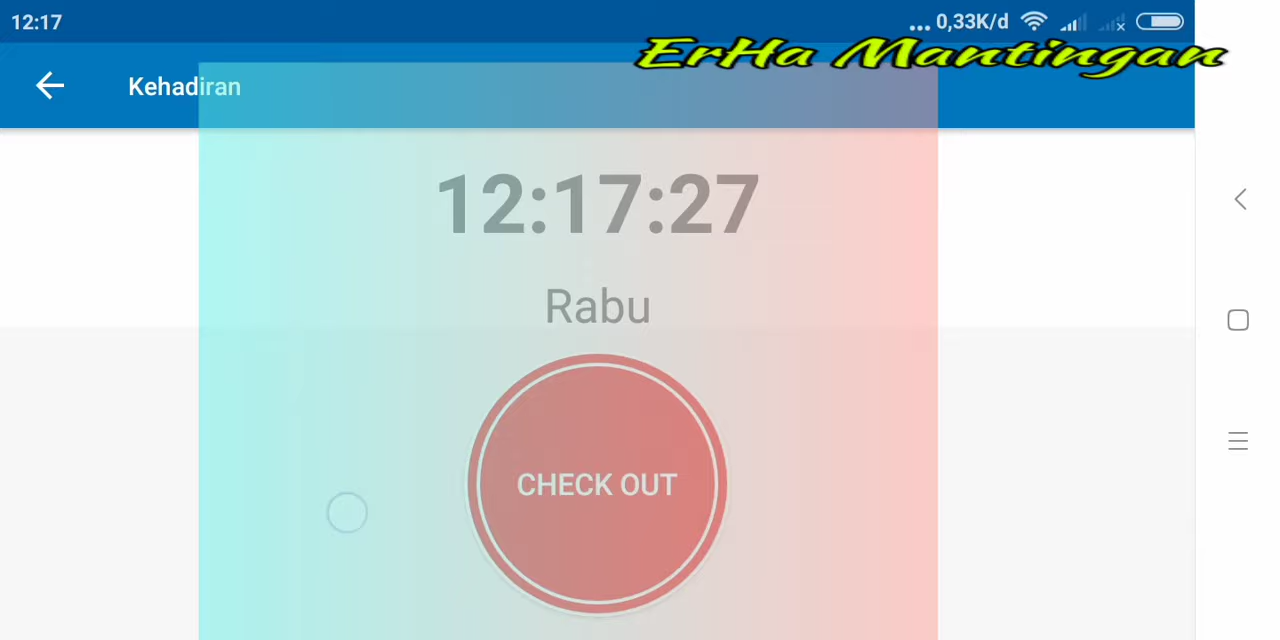 12:17
... 0,33K/d
ErHa Mantingan
Kehadiran
12:17:27
Rabu
CHECK OUT